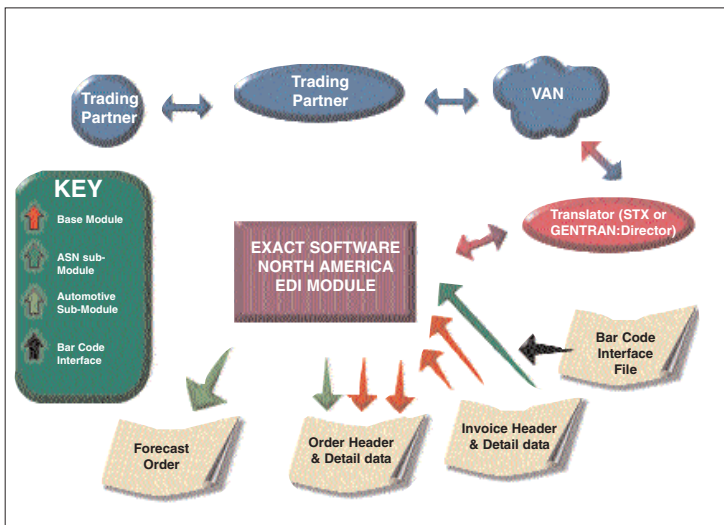 Trading
Partner
Trading
Partner
VAN
KEY
Base Module
ASN sub-
Module
Automotive
Sub-Module
Bar Code
Interface
EXACT SOFTWARE
NORTH AMERICA
EDI MODULE
Translator (STX or
GENTRAN:Director)
Bar Code
Interface
File
Forecast
Order
Order Header
& Detail data
Invoice Header
& Detail data